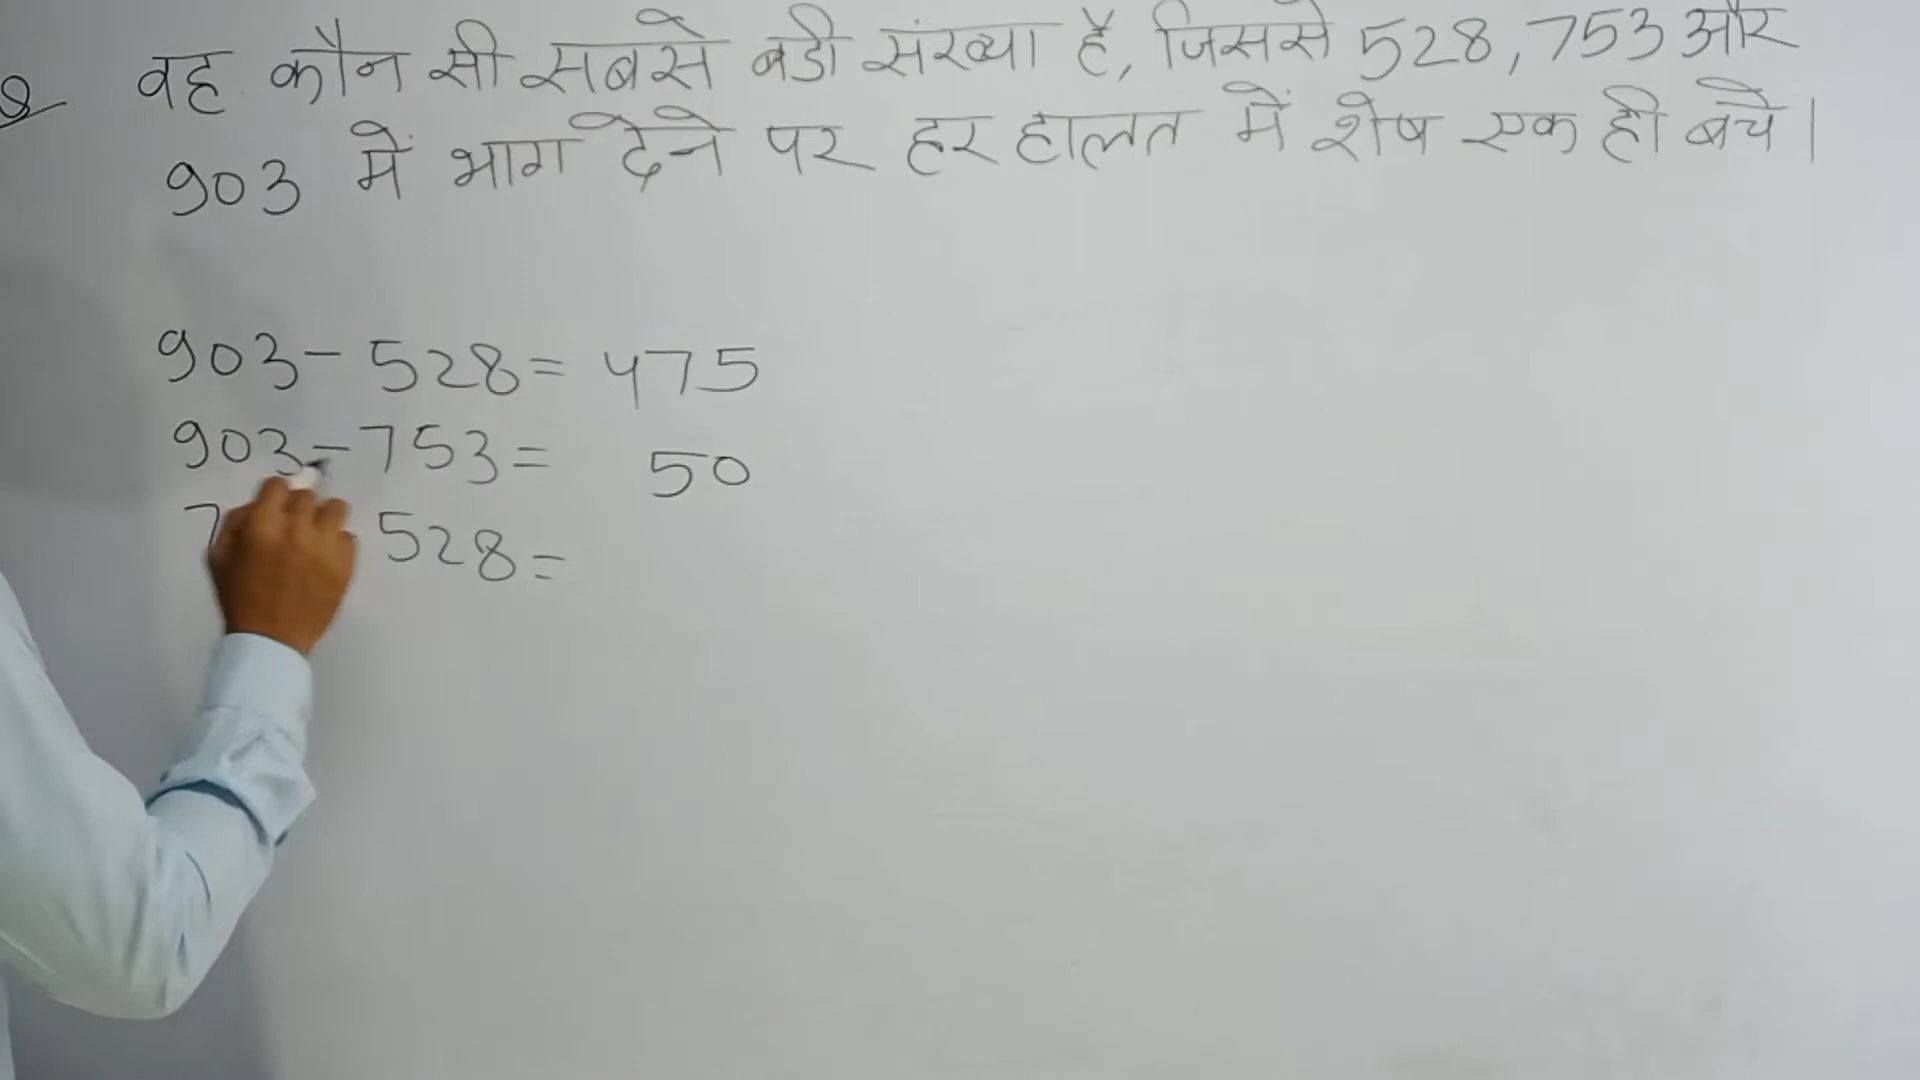 Q वह कौन सी सबसे बडी संख्या है, जिससे 528, 753 और
903 में भाग देने पर हर हालत में शेष एक ही बचे।
903 - 528 = 475
903 - 753 = 50
7 - 528 =